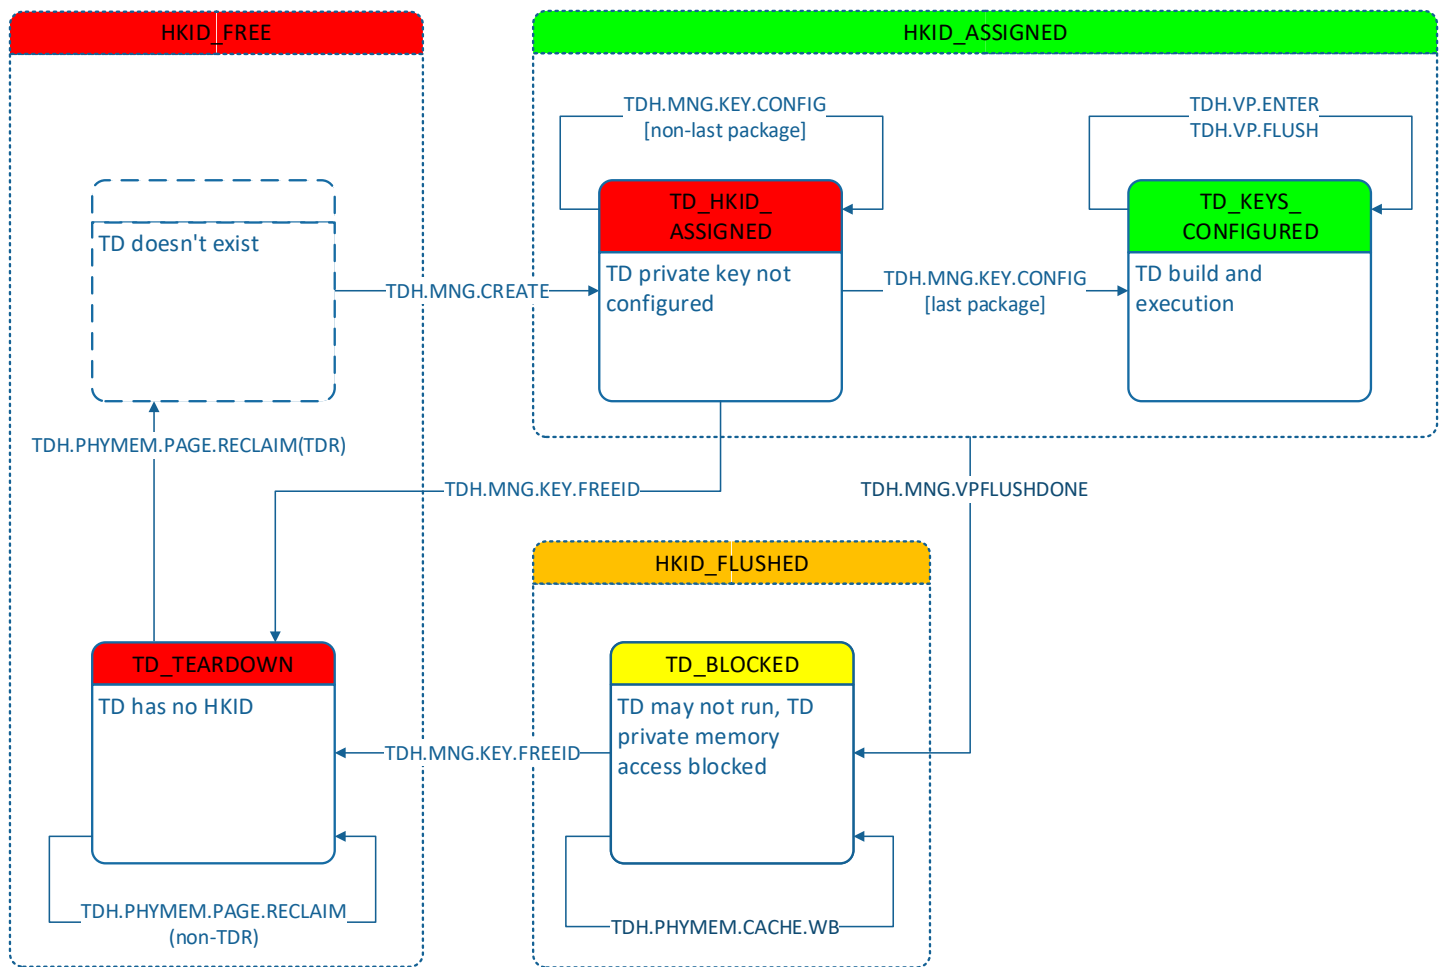 HKID_FREE
HKID_ASSIGNED
TDH.MNG.KEY.CONFIG
[non-last package]
TDH.VP.ENTER
TDH.VP.FLUSH
TD doesn't exist
TD_HKID_
ASSIGNED
TD private key not
configured
TD_KEYS_
CONFIGURED
TD build and
execution
TDH.MNG.CREATE
TDH.MNG.KEY.CONFIG
[last package]
TDH.PHYMEM.PAGE.RECLAIM(TDR)
TDH.MNG.KEY.FREEID
TDH.MNG.VPFLUSHDONE
HKID_FLUSHED
TD_TEARDOWN
TD has no HKID
TD_BLOCKED
TD may not run, TD
private memory
access blocked
TDH.MNG.KEY.FREEID
TDH.PHYMEM.PAGE.RECLAIM
(non-TDR)
TDH.PHYMEM.CACHE.WB